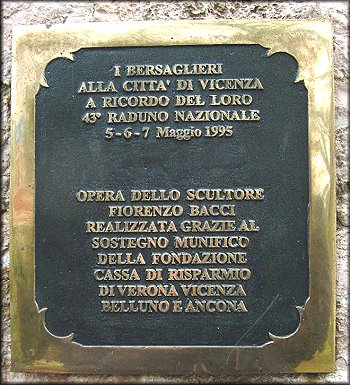 I BERSAGLIERI
ALLA CITTA' DI VICENZA
A RICORDO DEL LORO
43° RADUNO NAZIONALE
5-6-7 Maggio 1995
OPERA DELLO SCULTORE
FIORENZO BACCI
REALIZZATA GRAZIE AL
SOSTEGNO MUNIFICO
DELLA FONDAZIONE
CASSA DI RISPARMIO
DI VERONA VICENZA
BELLUNO E ANCONA